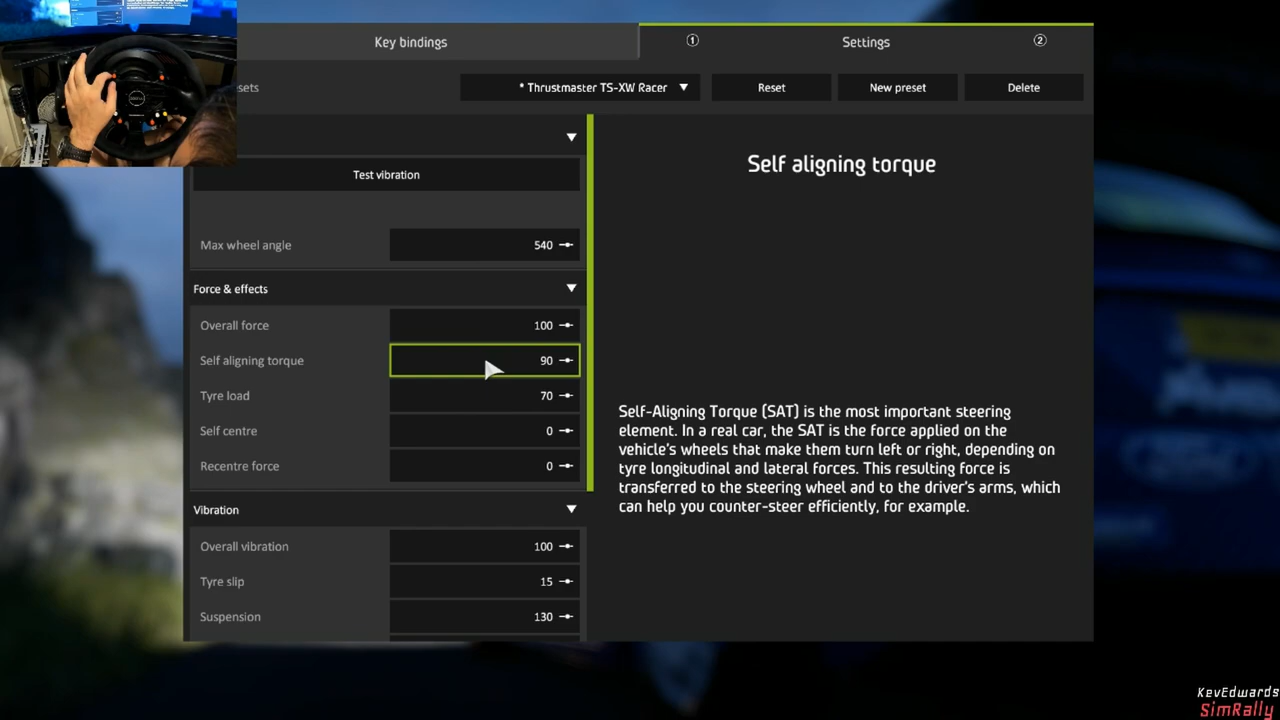 Key bindings
① Settings ②
sets
* Thrustmaster TS-XW Racer
Reset
New preset
Delete
Test vibration
Max wheel angle 540
Force & effects
Overall force 100
Self aligning torque 90
Tyre load 70
Self centre 0
Recentre force 0
Vibration
Overall vibration 100
Tyre slip 15
Suspension 130
Self aligning torque
Self-Aligning Torque (SAT) is the most important steering
element. In a real car, the SAT is the force applied on the
vehicle's wheels that make them turn left or right, depending on
tyre longitudinal and lateral forces. This resulting force is
transferred to the steering wheel and to the driver's arms, which
can help you counter-steer efficiently, for example.
KevEdwards
SimRally